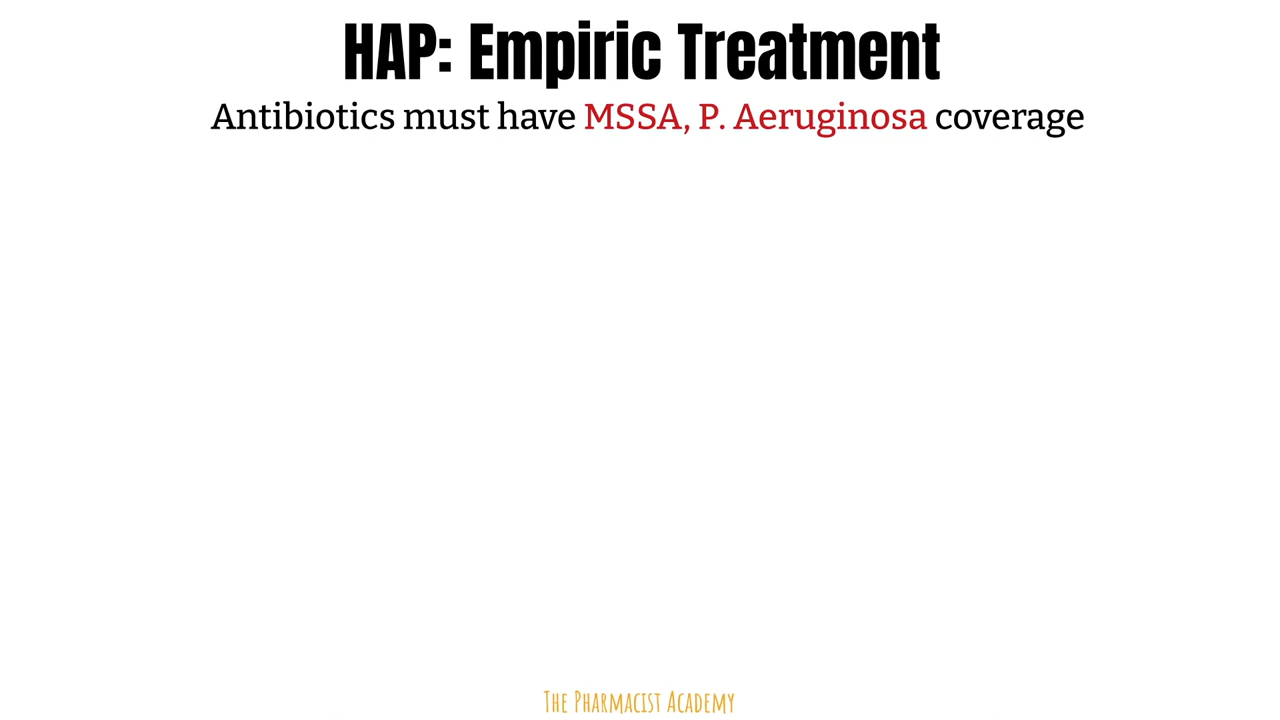 HAP: Empiric Treatment
Antibiotics must have MSSA, P. Aeruginosa coverage
The Pharmacist Academy